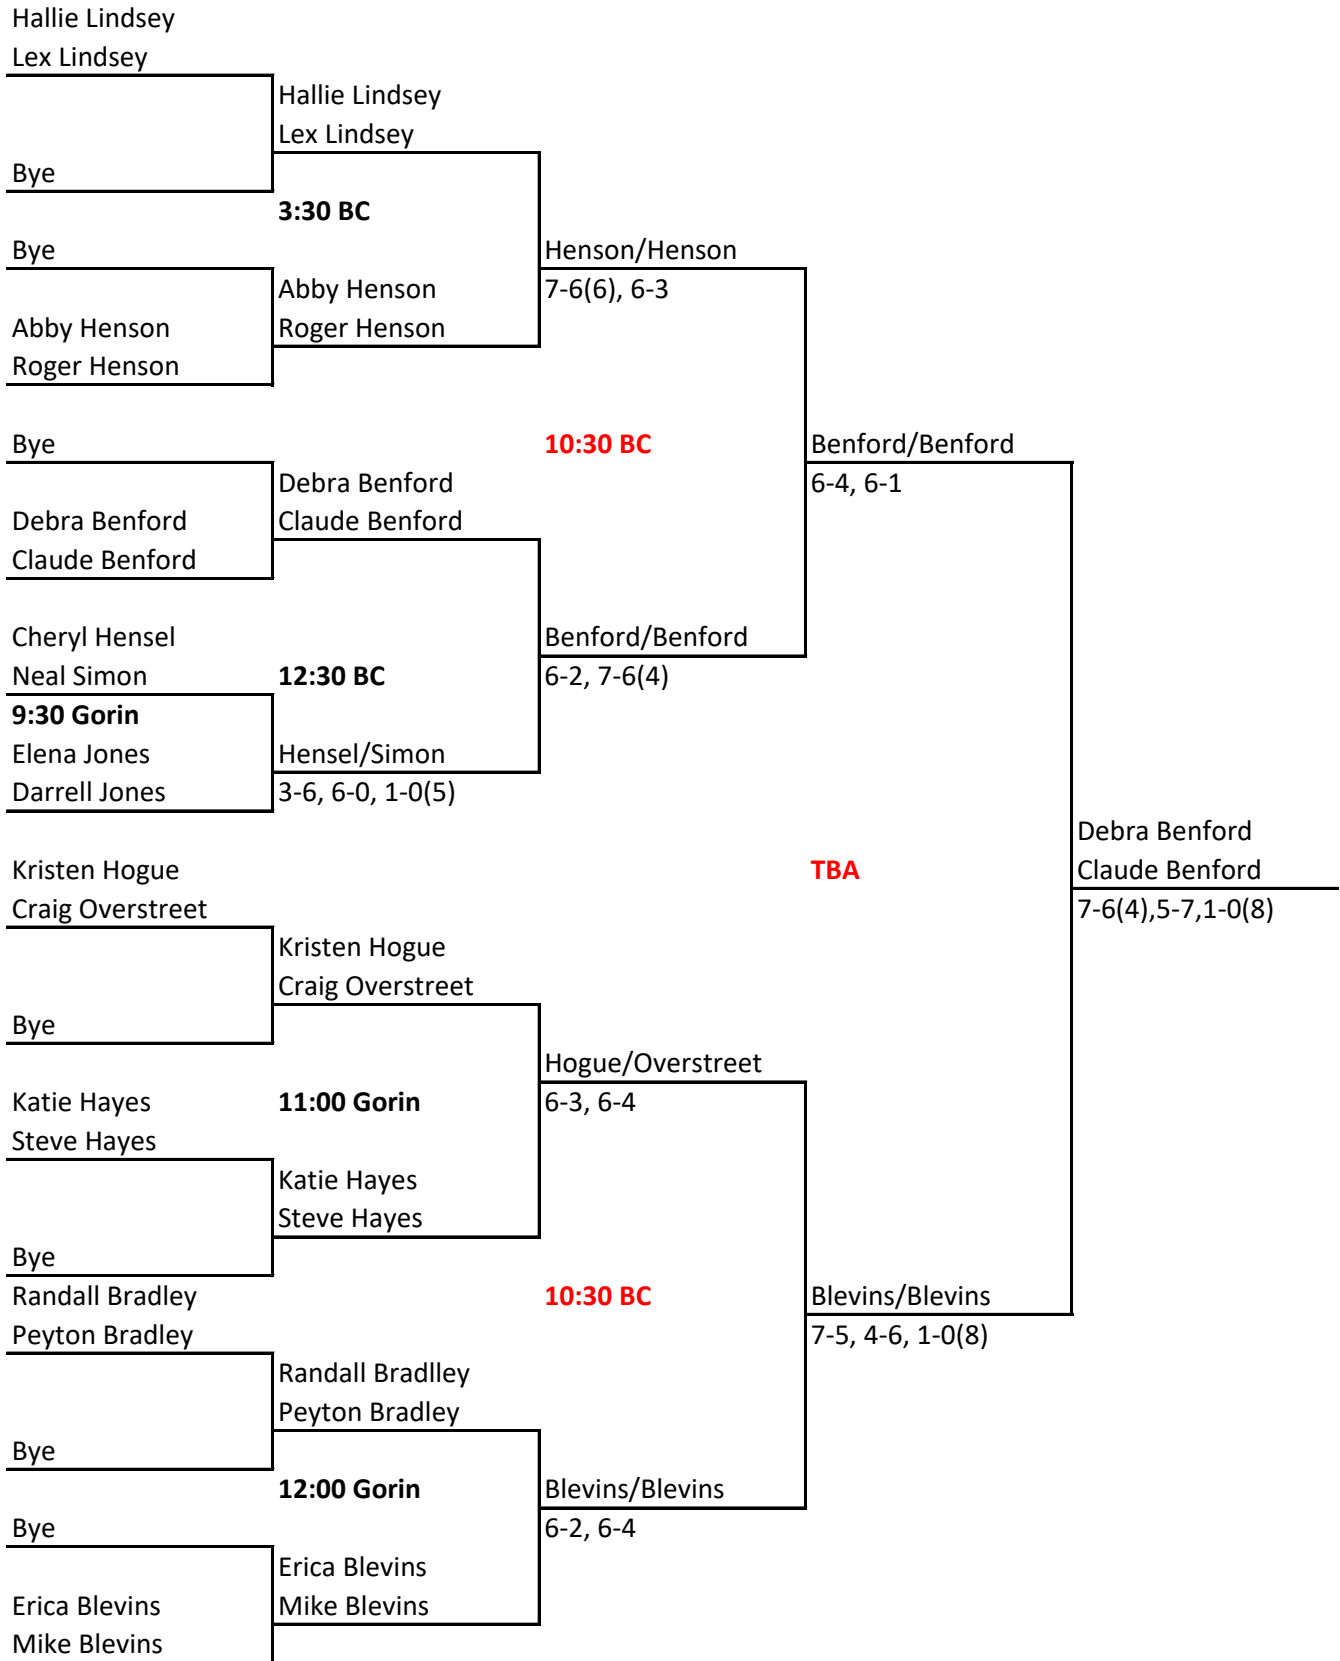 Hallie Lindsey
Lex Lindsey
Hallie Lindsey
Lex Lindsey
Bye
3:30 BC
Bye
Henson/Henson
Abby Henson
7-6(6), 6-3
Abby Henson
Roger Henson
Roger Henson
Bye
10:30 BC
Benford/Benford
Debra Benford
6-4, 6-1
Debra Benford
Claude Benford
Claude Benford
Cheryl Hensel
Benford/Benford
Neal Simon
12:30 BC
6-2, 7-6(4)
9:30 Gorin
Elena Jones
Hensel/Simon
Darrell Jones
3-6, 6-0, 1-0(5)
Debra Benford
Kristen Hogue
TBA
Claude Benford
Craig Overstreet
7-6(4),5-7,1-0(8)
Kristen Hogue
Craig Overstreet
Bye
Hogue/Overstreet
Katie Hayes
11:00 Gorin
6-3, 6-4
Steve Hayes
Katie Hayes
Steve Hayes
Bye
Randall Bradley
10:30 BC
Blevins/Blevins
Peyton Bradley
7-5, 4-6, 1-0(8)
Randall Bradlley
Peyton Bradley
Bye
12:00 Gorin
Blevins/Blevins
Bye
6-2, 6-4
Erica Blevins
Erica Blevins
Mike Blevins
Mike Blevins